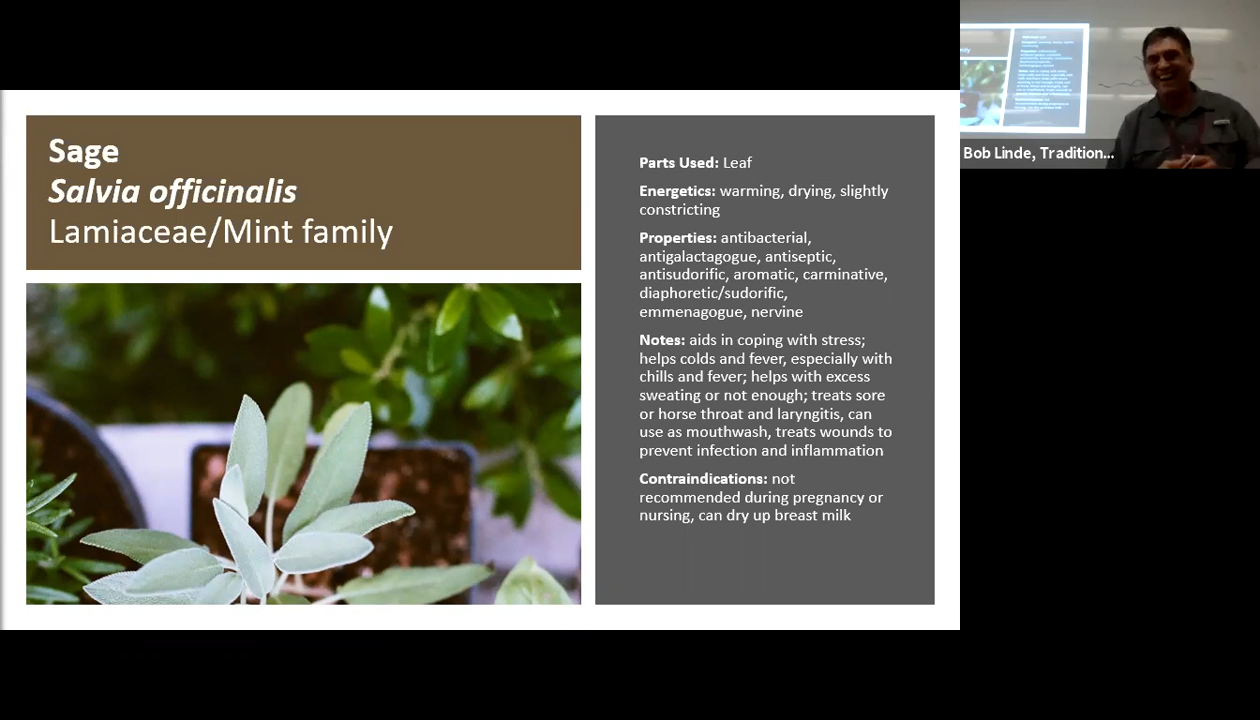 Sage
Salvia officinalis
Lamiaceae/Mint family
Parts Used: Leaf
Energetics: warming, drying, slightly
constricting
Properties: antibacterial,
antigalactagogue, antiseptic,
antisudorific, aromatic, carminative,
diaphoretic/sudorific,
emmenagogue, nervine
Notes: aids in coping with stress;
helps colds and fever, especially with
chills and fever; helps with excess
sweating or not enough; treats sore
or horse throat and laryngitis, can
use as mouthwash, treats wounds to
prevent infection and inflammation
Contraindications: not
recommended during pregnancy or
nursing, can dry up breast milk
Bob Linde, Tradition...